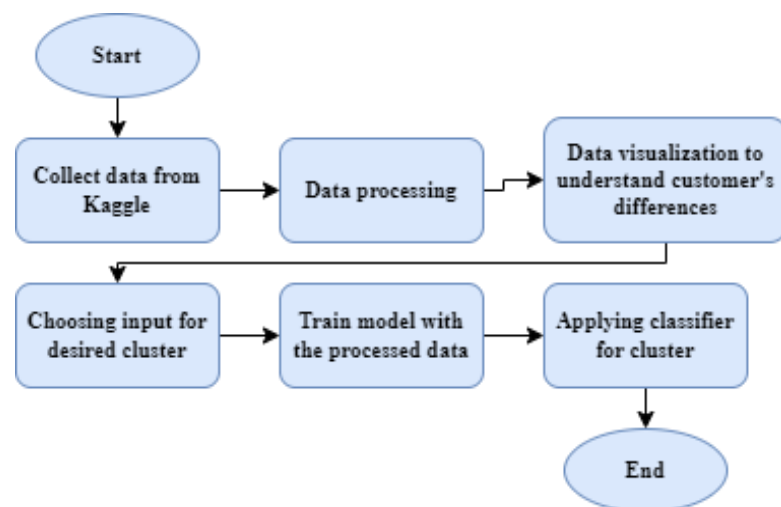 Start
Collect data from
Kaggle
Data processing
Data visualization to
understand customer's
differences
Choosing input for
desired cluster
Train model with
the processed data
Applying classifier
for cluster
End